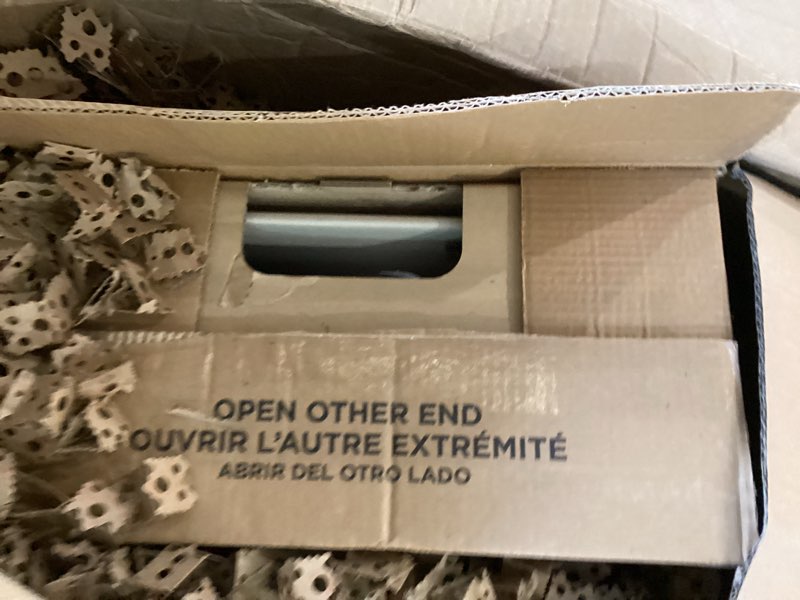 OPEN OTHER END
OUVRIR L'AUTRE EXTRÉMITÉ
ABRIR DEL OTRO LADO